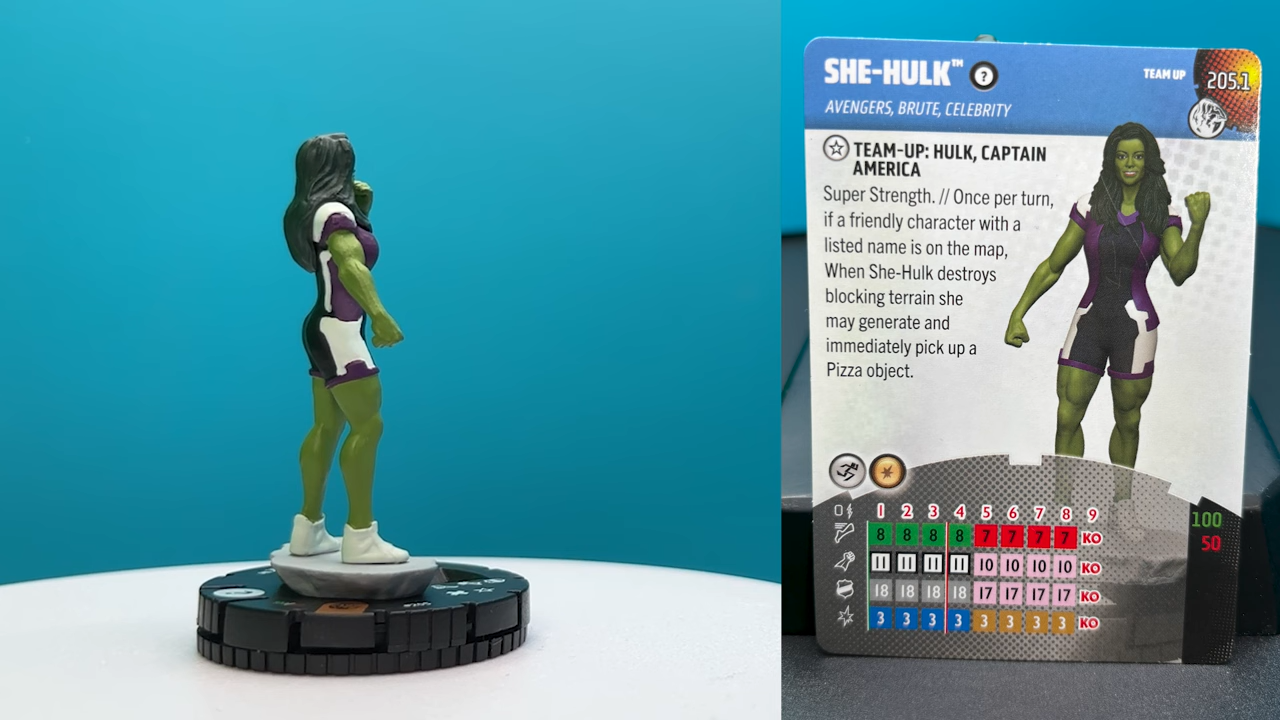 SHE-HULK™ ?
TEAM UP
205.1
AVENGERS, BRUTE, CELEBRITY
TEAM-UP: HULK, CAPTAIN
AMERICA
Super Strength. // Once per turn,
if a friendly character with a
listed name is on the map,
When She-Hulk destroys
blocking terrain she
may generate and
immediately pick up a
Pizza object.
1 2 3 4 5 6 7 8 9
8 8 8 8 7 7 7 7 KO
11 11 11 11 10 10 10 10 KO
18 18 18 18 17 17 17 17 KO
3 3 3 3 3 3 3 3 KO
100
50